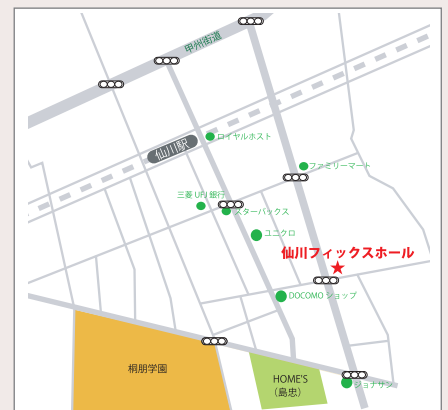 甲州街道
ロイヤルホスト
仙川駅
ファミリーマート
三菱UFJ銀行
スターバックス
ユニクロ
仙川フィックスホール
DOCOMOショップ
桐朋学園
HOME'S
（島忠）
ジョナサン